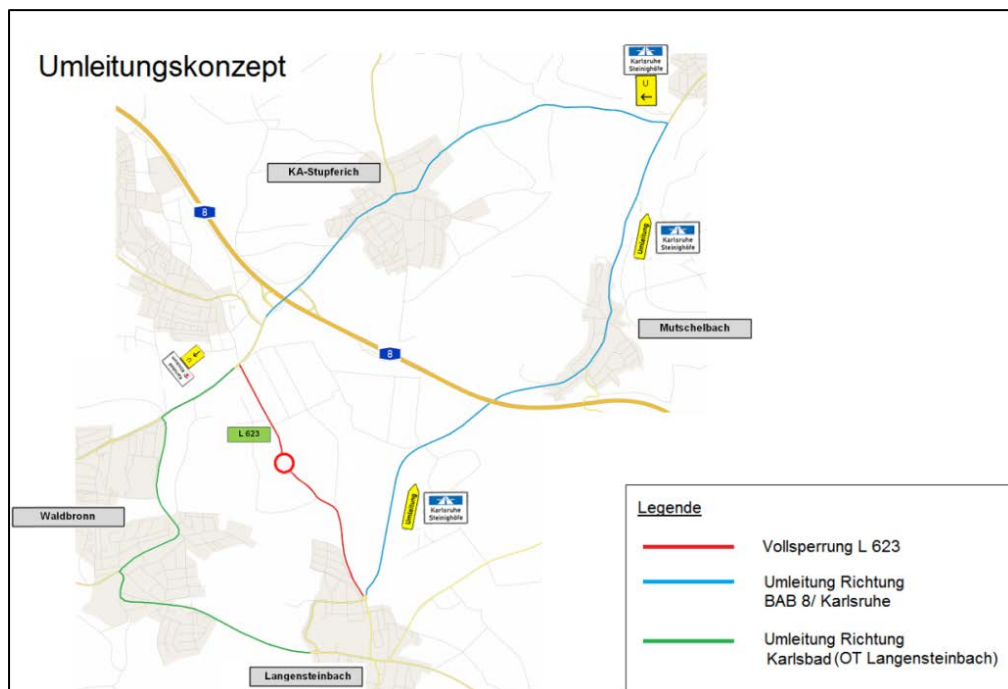 Umleitungskonzept
Karlsruhe
Steinighöfe
U
KA-Stupferich
8
Umleitung
Karlsruhe
Steinighöfe
Mutschelbach
8
U
L 623
Umleitung
Karlsruhe
Steinighöfe
Waldbronn
Langensteinbach
Legende
Vollsperrung L 623
Umleitung Richtung
BAB 8/ Karlsruhe
Umleitung Richtung
Karlsbad (OT Langensteinbach)